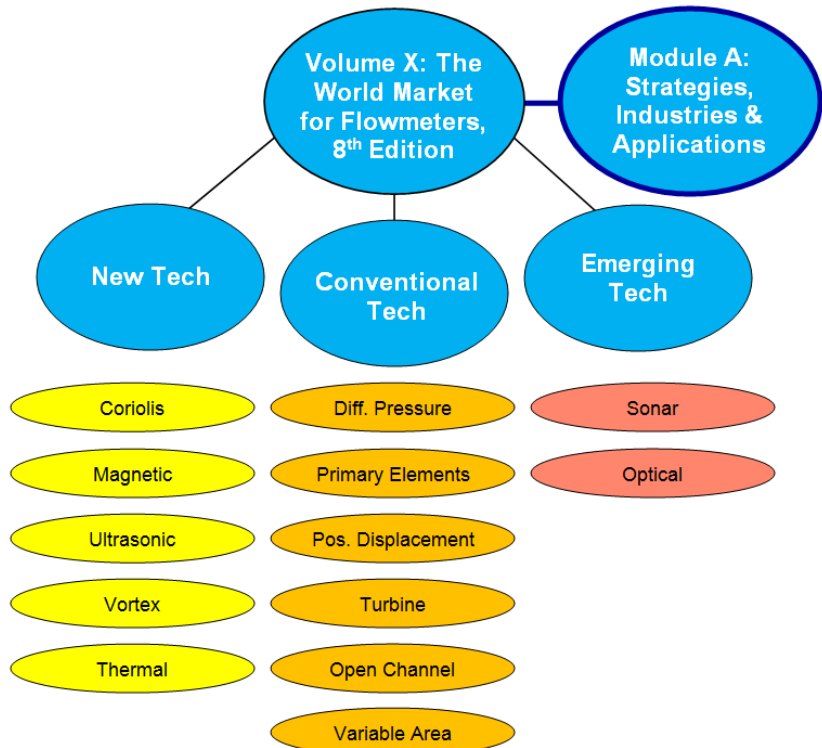 Volume X: The
World Market
for Flowmeters,
8th Edition
Module A:
Strategies,
Industries &
Applications
New Tech
Conventional
Tech
Emerging
Tech
Coriolis
Magnetic
Ultrasonic
Vortex
Thermal
Diff. Pressure
Primary Elements
Pos. Displacement
Turbine
Open Channel
Variable Area
Sonar
Optical